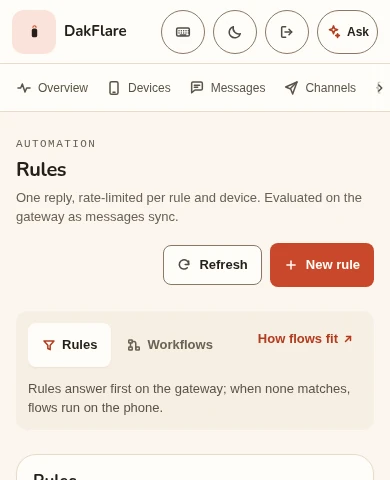 DakFlare
Ask
Overview
Devices
Messages
Channels
AUTOMATION
Rules
One reply, rate-limited per rule and device. Evaluated on the
gateway as messages sync.
Refresh
New rule
Rules
Workflows
How flows fit
Rules answer first on the gateway; when none matches,
flows run on the phone.
Rules